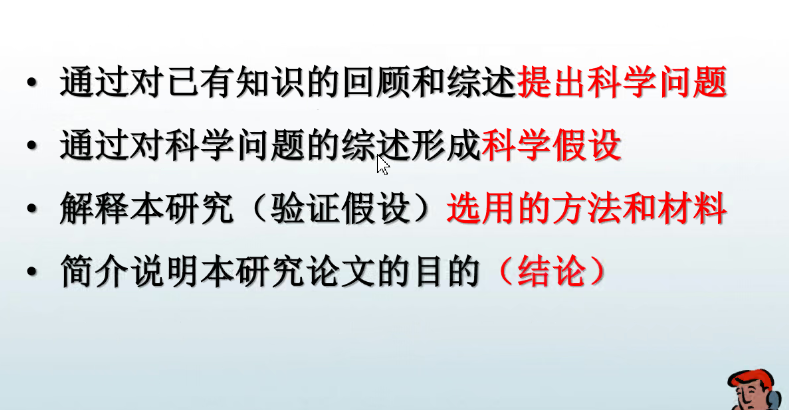 • 通过对已有知识的回顾和综述提出科学问题
• 通过对科学问题的综述形成科学假设
• 解释本研究（验证假设）选用的方法和材料
• 简介说明本研究论文的目的（结论）